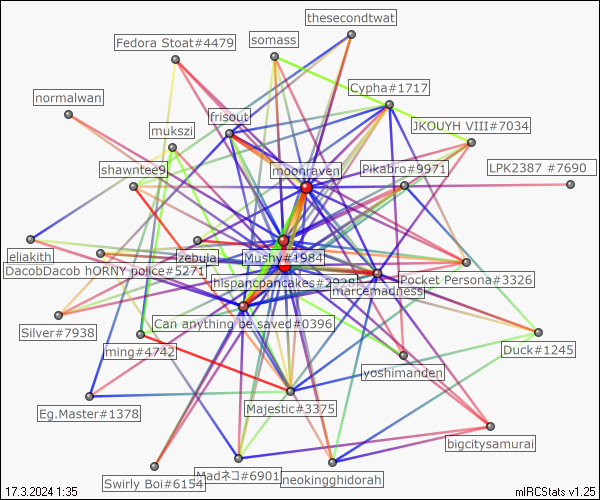 thesecondtwat
Fedora Stoat#4479
somass
Cypha#1717
normalwan
frisout
JKOUYH VIII#7034
mukszi
shawntee9
moonraven
Pikabro#9971
LPK2387 #7690
eliakith
zebula
Mushy#1984
DacobDacob hORNY police#5271
hispancpancakes#2028
Pocket Persona#3326
marcemadness
Silver#7938
Can anything be saved#0396
ming#4742
Duck#1245
yoshimanden
Eg.Master#1378
Majestic#3375
bigcitysamurai
Swirly Boi#6154
Madネコ#6901
neokingghidorah
17.3.2024 1:35
mIRCStats v1.25